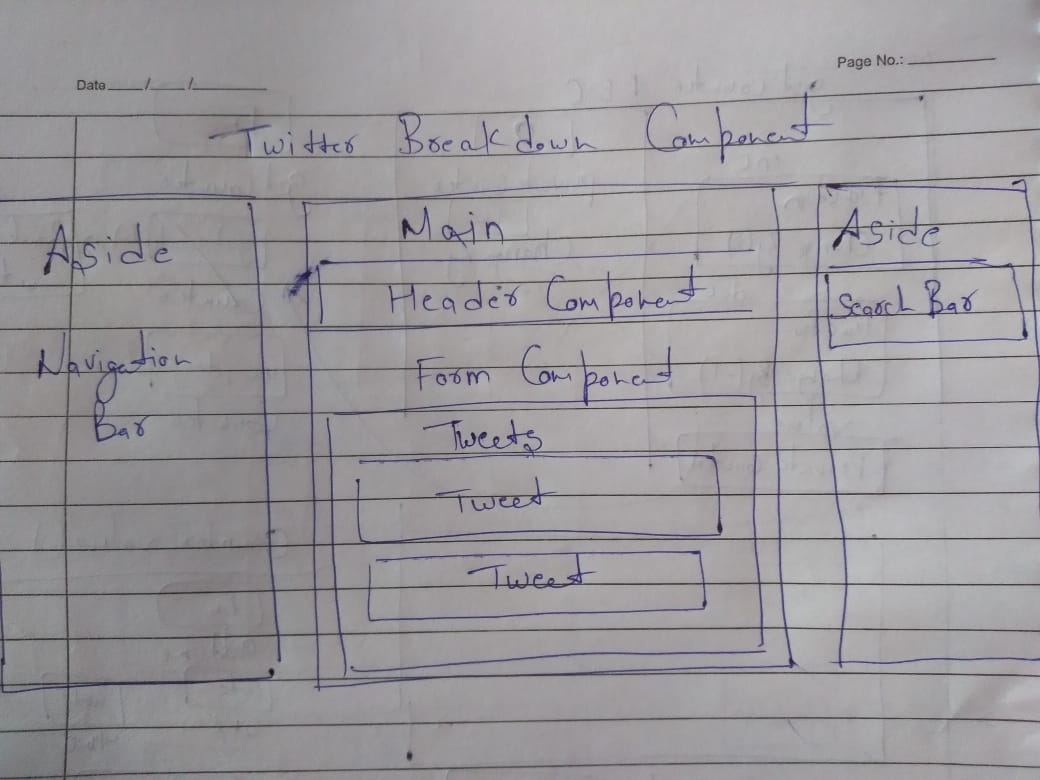 Date___/___/______
Page No.: ________
Twitter Breakdown Component
Aside
Navigation
Bar
Main
Header Component
Form Component
Tweets
Tweet
Tweet
Aside
Search Bar